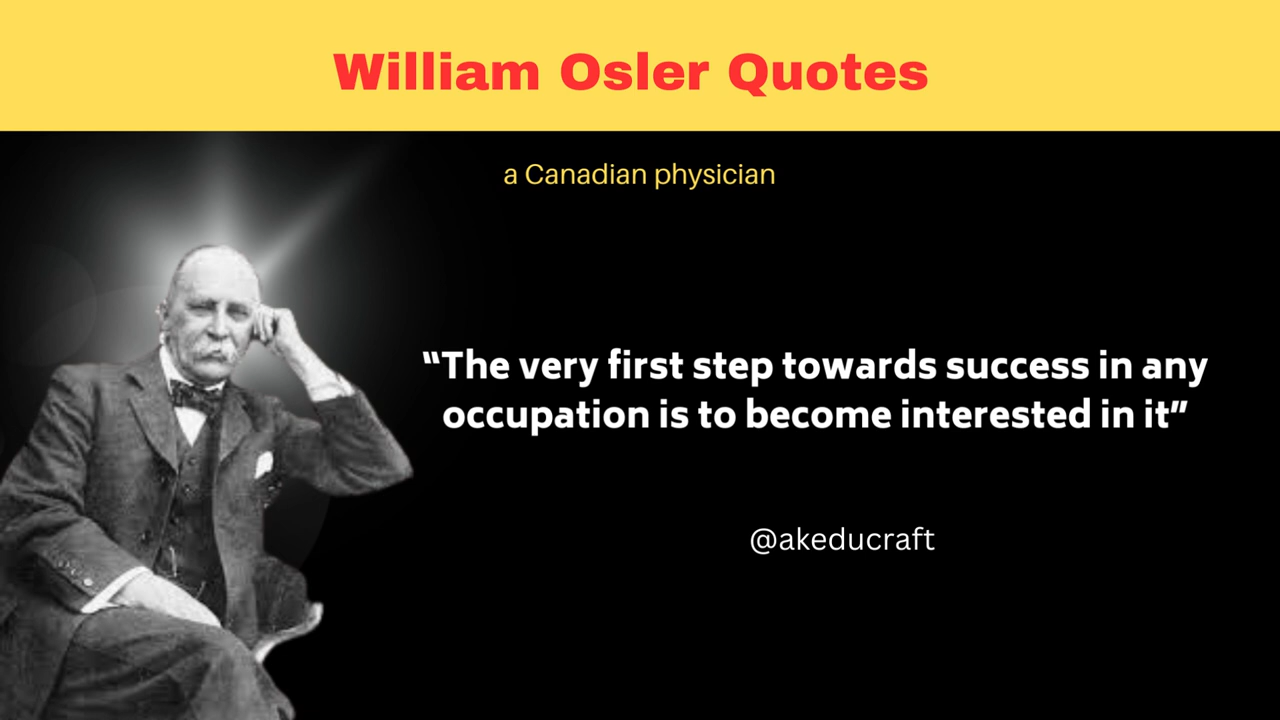 William Osler Quotes
a Canadian physician
“The very first step towards success in any
occupation is to become interested in it”
@akeducraft